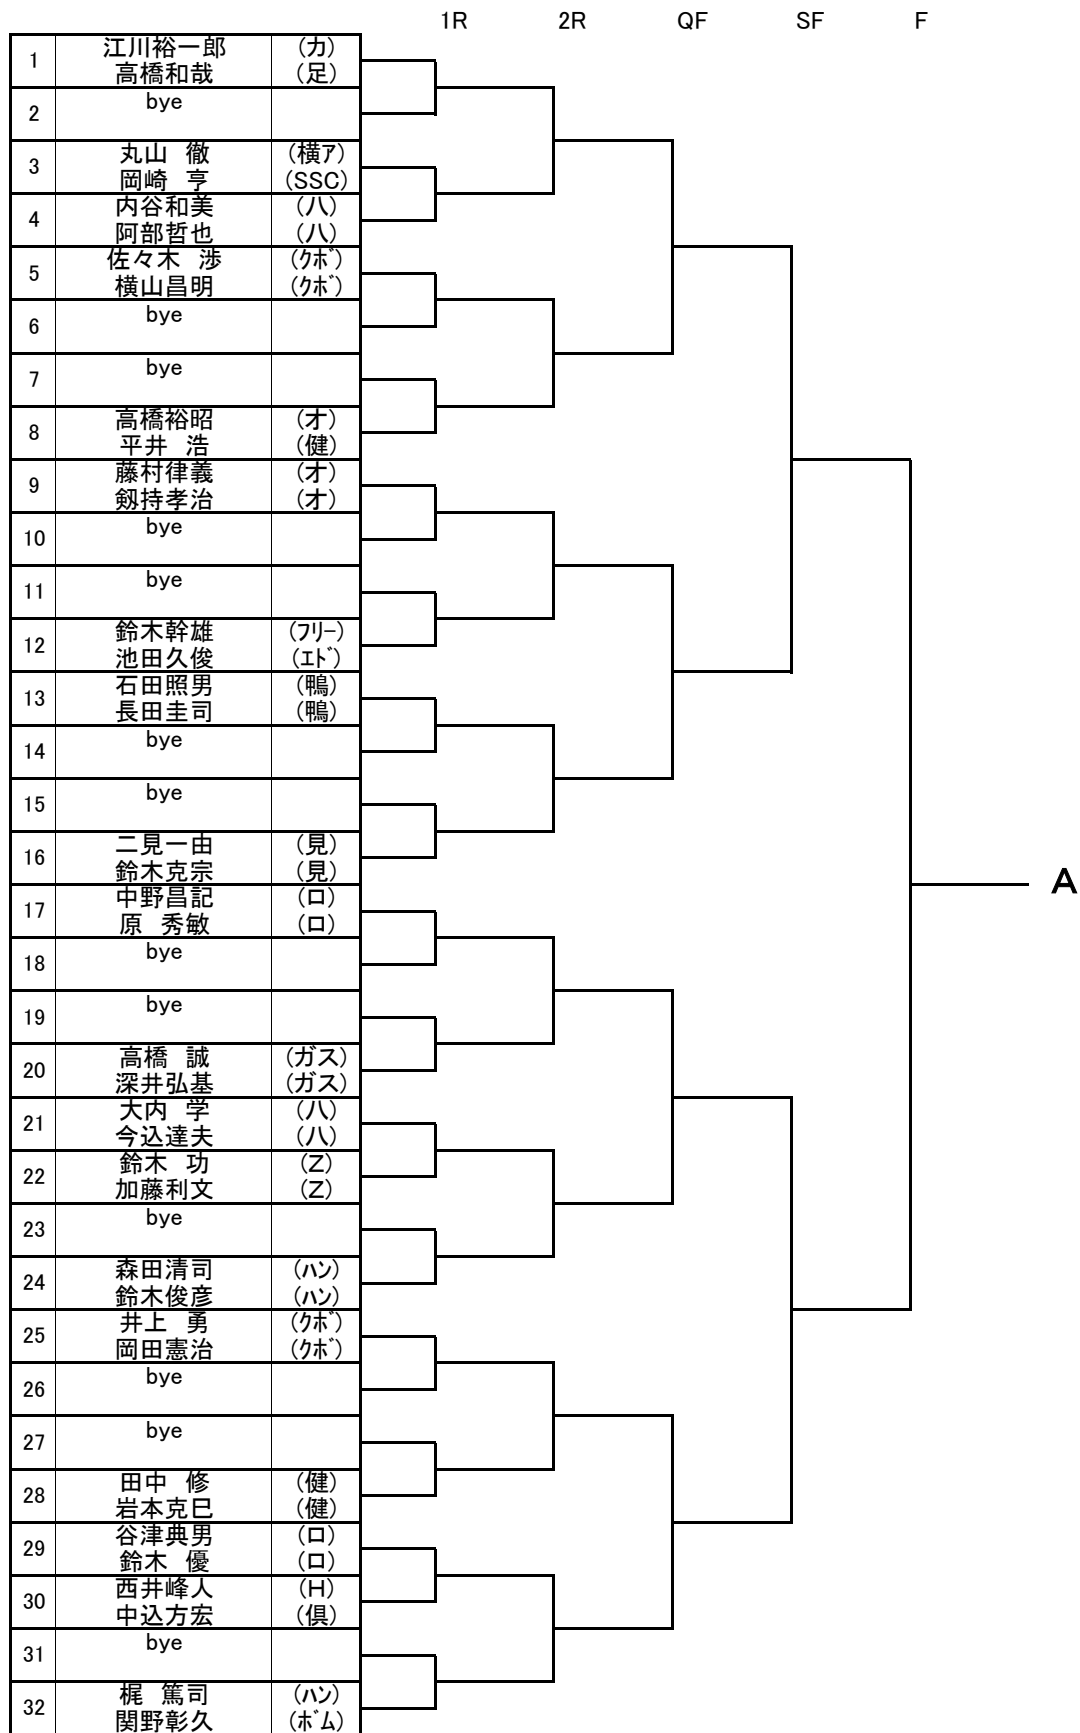 1R 2R QF SF F
1 江川裕一郎 (カ)
高橋和哉 (足)
2 bye
3 丸山 徹 (横ｱ)
岡崎 亨 (SSC)
4 内谷和美 (八)
阿部哲也 (八)
5 佐々木 渉 (ｸﾎﾞ)
横山昌明 (ｸﾎﾞ)
6 bye
7 bye
8 高橋裕昭 (オ)
平井 浩 (健)
9 藤村律義 (オ)
剱持孝治 (オ)
10 bye
11 bye
12 鈴木幹雄 (ﾌﾘｰ)
池田久俊 (ｴﾄﾞ)
13 石田照男 (鴨)
長田圭司 (鴨)
14 bye
15 bye
16 二見一由 (見)
鈴木克宗 (見)
17 中野昌記 (ロ)
原 秀敏 (ロ)
18 bye
19 bye
20 高橋 誠 (ガス)
深井弘基 (ガス)
21 大内 学 (八)
今込達夫 (八)
22 鈴木 功 (Z)
加藤利文 (Z)
23 bye
24 森田清司 (ﾊﾝ)
鈴木俊彦 (ﾊﾝ)
25 井上 勇 (ｸﾎﾞ)
岡田憲治 (ｸﾎﾞ)
26 bye
27 bye
28 田中 修 (健)
岩本克巳 (健)
29 谷津典男 (ロ)
鈴木 優 (ロ)
30 西井峰人 (H)
中込方宏 (倶)
31 bye
32 梶 篤司 (ﾊﾝ)
関野彰久 (ﾎﾞﾑ)
A